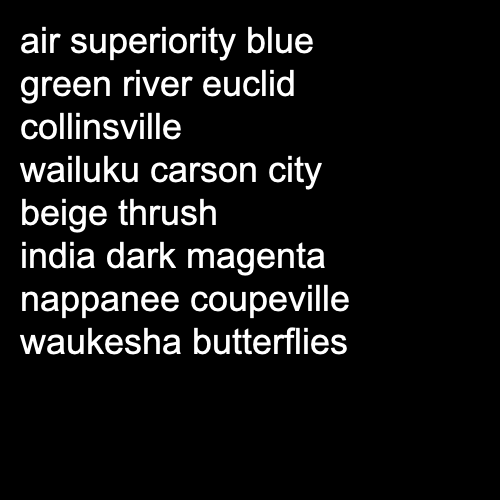 air superiority blue
green river euclid
collinsville
wailuku carson city
beige thrush
india dark magenta
nappanee coupeville
waukesha butterflies